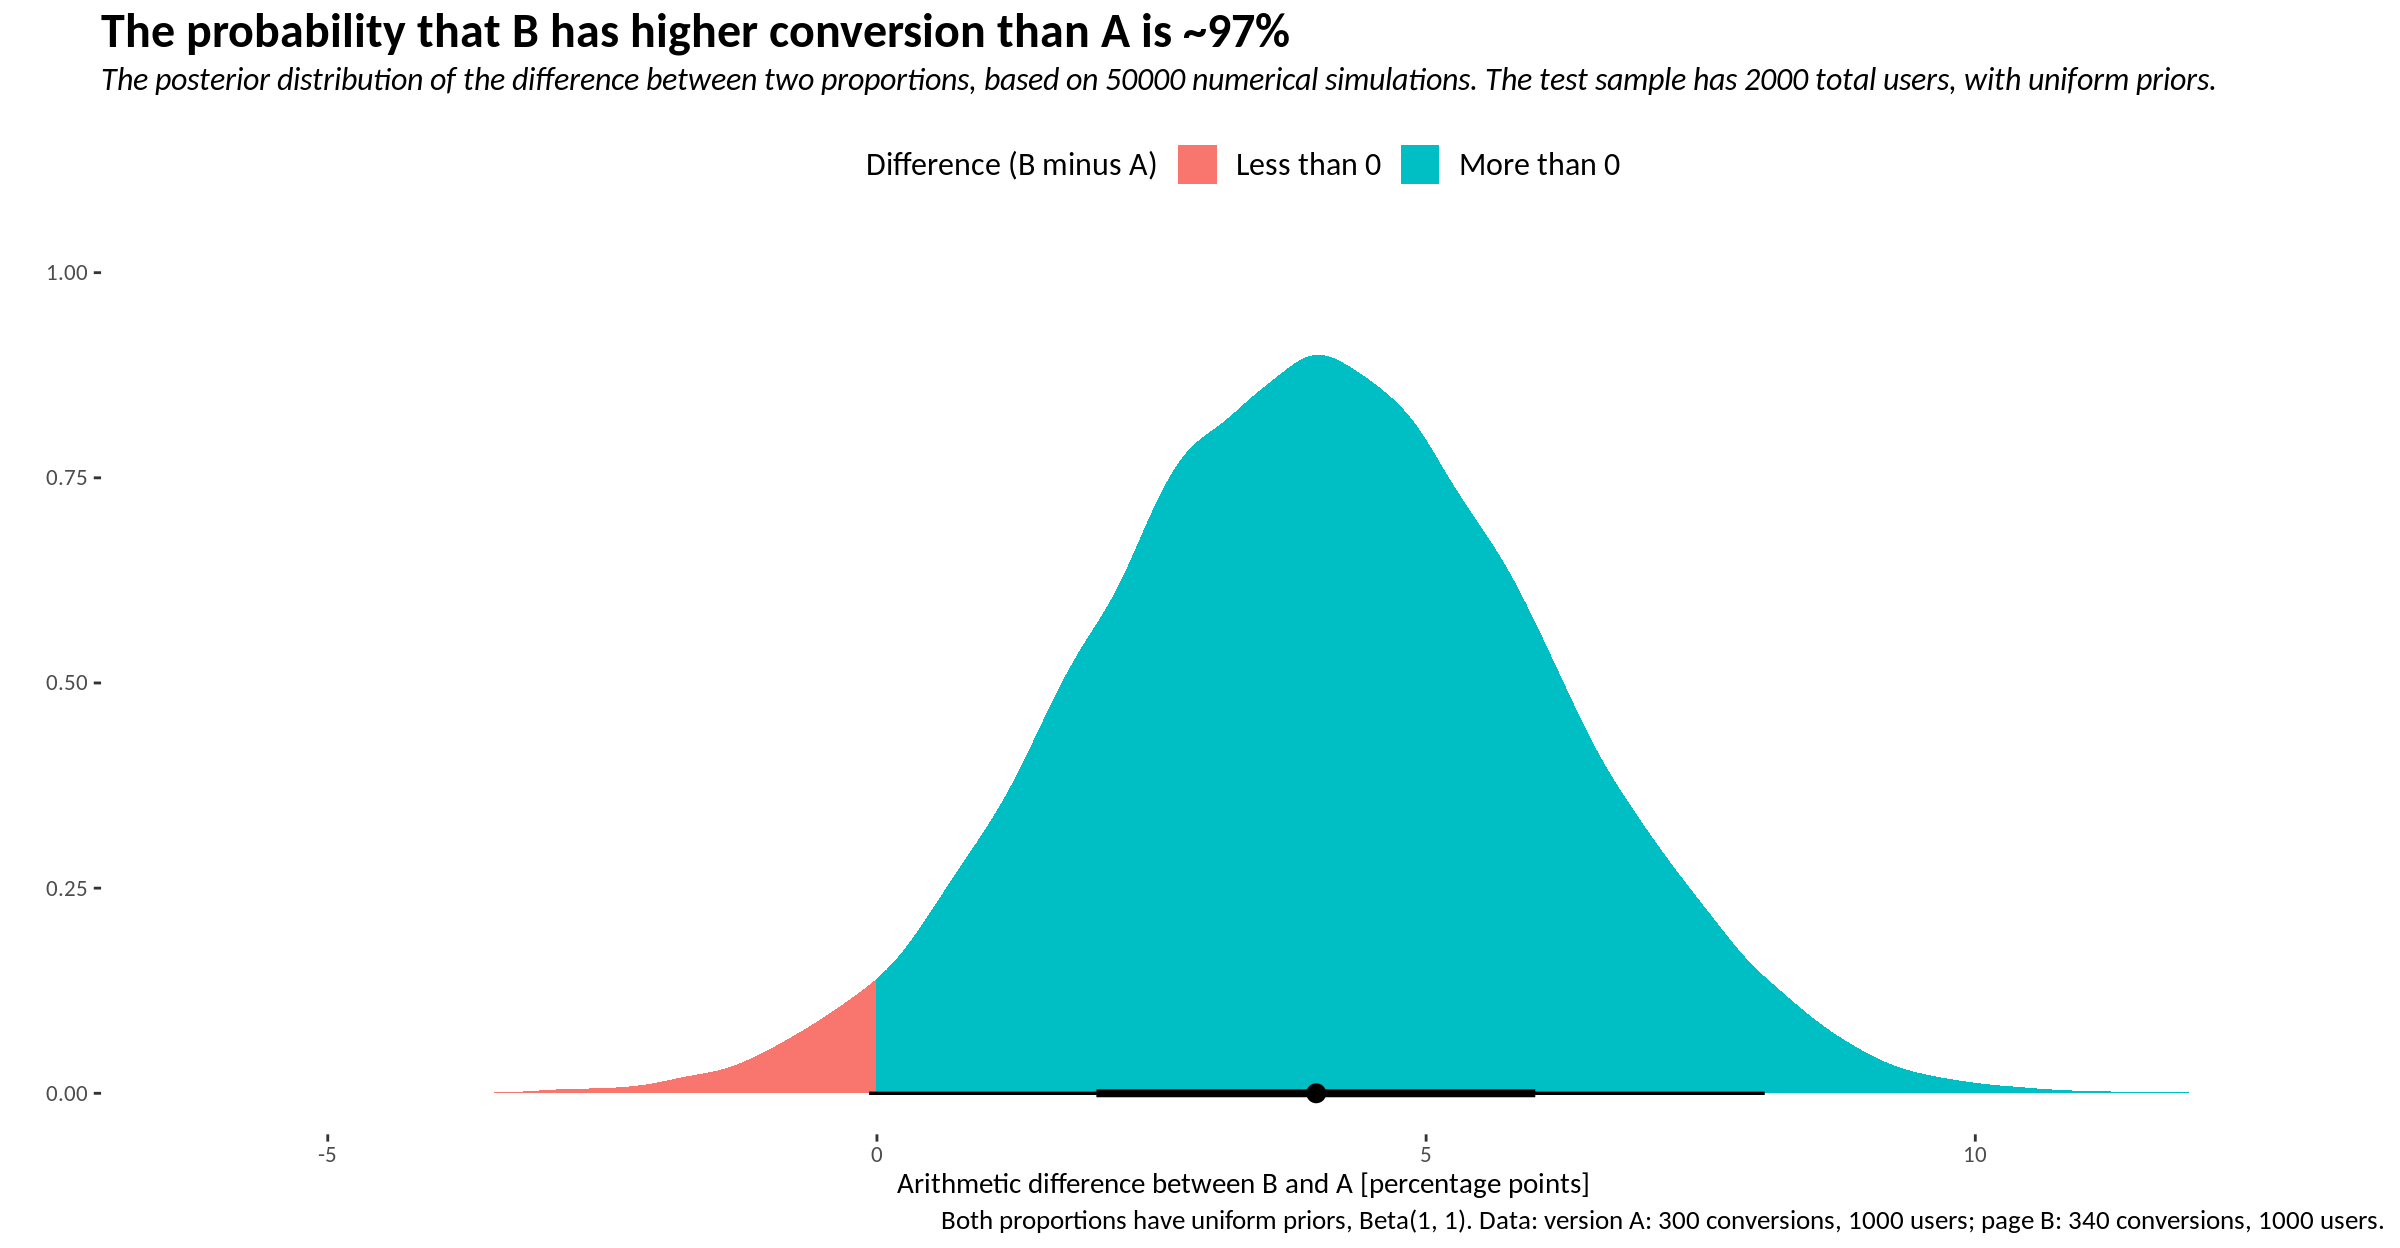 The probability that B has higher conversion than A is ~97%
The posterior distribution of the difference between two proportions, based on 50000 numerical simulations. The test sample has 2000 total users, with uniform priors.
Difference (B minus A) Less than 0 More than 0
1.00
0.75
0.50
0.25
0.00
-5 0 5 10
Arithmetic difference between B and A [percentage points]
Both proportions have uniform priors, Beta(1, 1). Data: version A: 300 conversions, 1000 users; page B: 340 conversions, 1000 users.